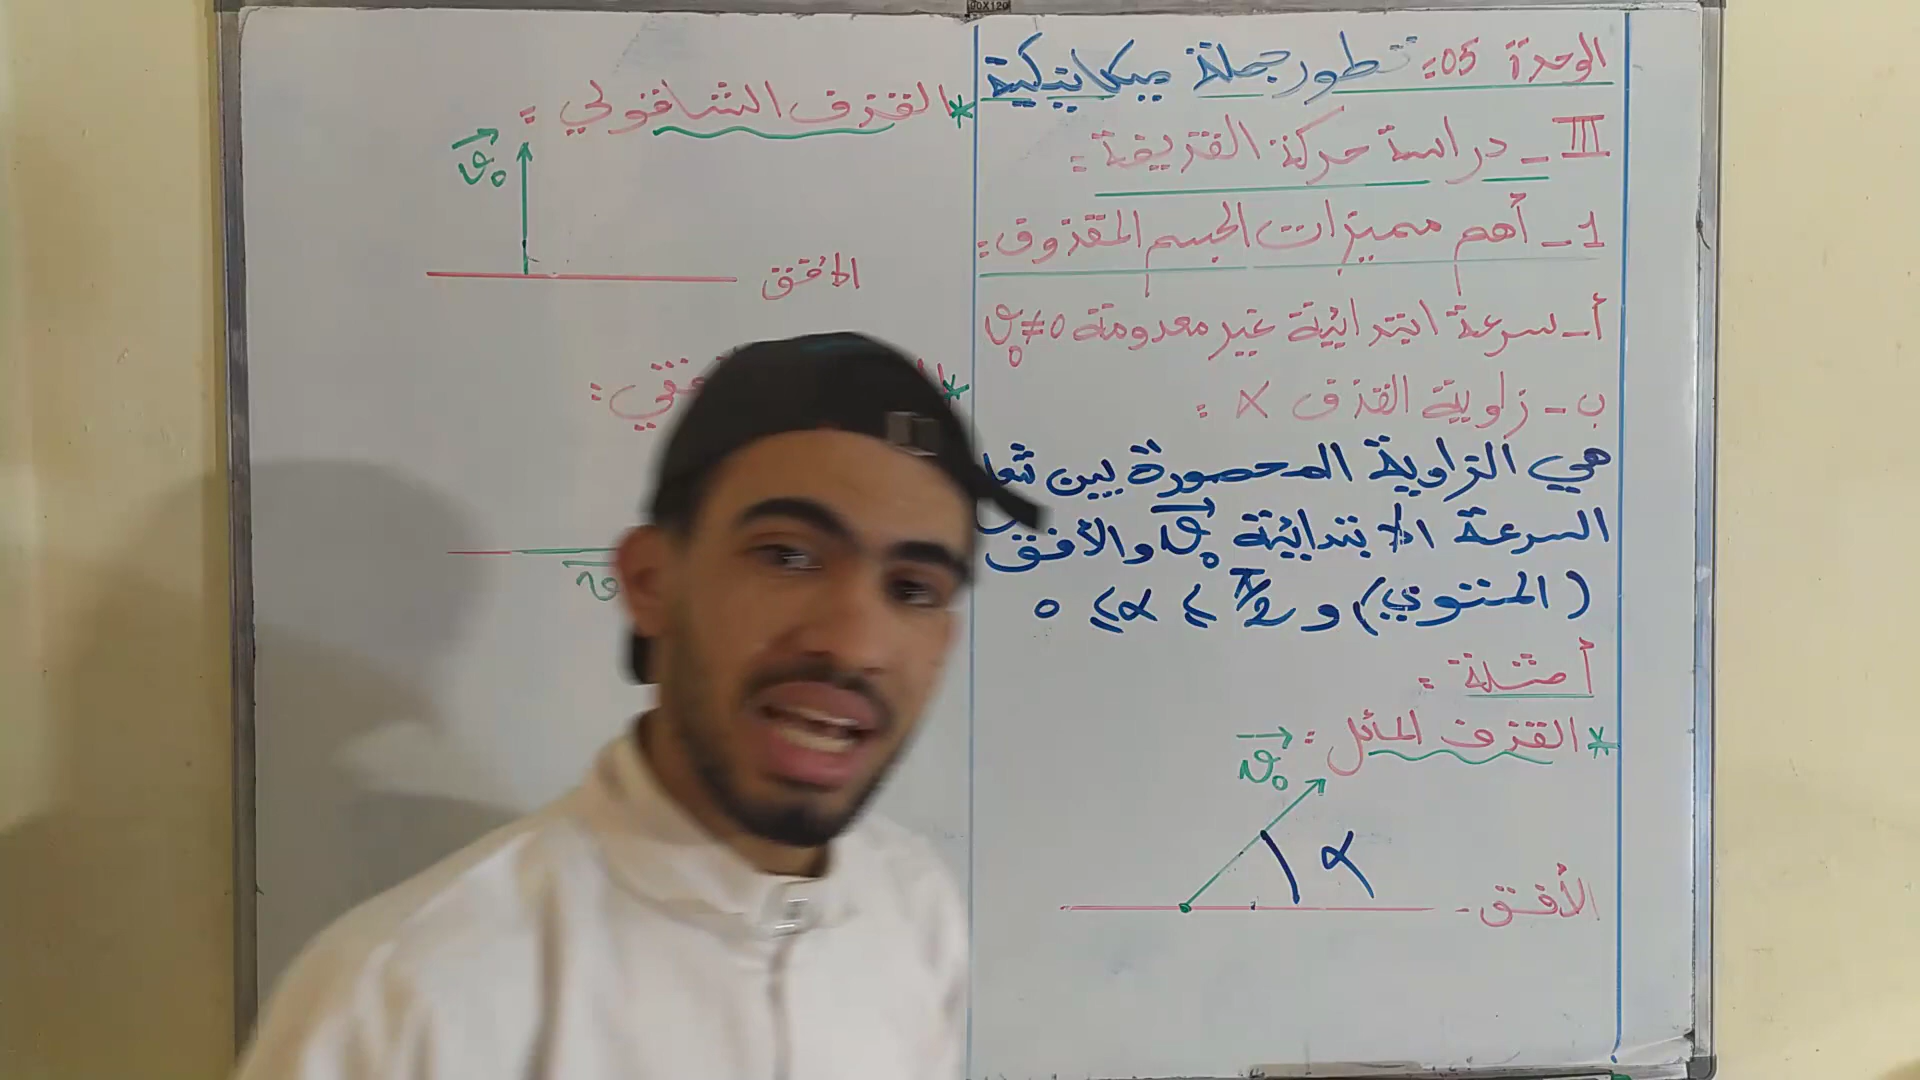 الوحدة 05: تطور جملة ميكانيكية
III - دراسة حركة القذيفة:
1- أهم مميزات الجسم المقذوف:
أ- سرعة ابتدائية غير معدومة v₀≠0
ب- زاوية القذف α:
هي الزاوية المحصورة بين شعا
السرعة الابتدائية v₀ والأفق
(المستوي) و 0 ≤ α ≤ π/2
أمثلة:
* القذف المائل:
v₀
α
الأفق
* القذف الشاقولي:
v₀
الأفق
*
v
90X120